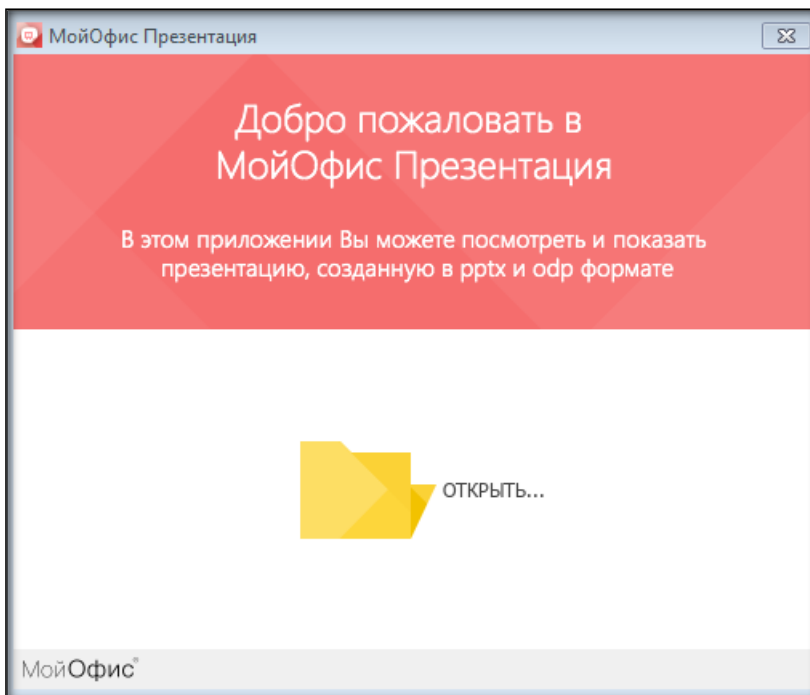 МойОфис Презентация
Добро пожаловать в
МойОфис Презентация
В этом приложении Вы можете посмотреть и показать
презентацию, созданную в pptx и odp формате
ОТКРЫТЬ...
МойОфис®